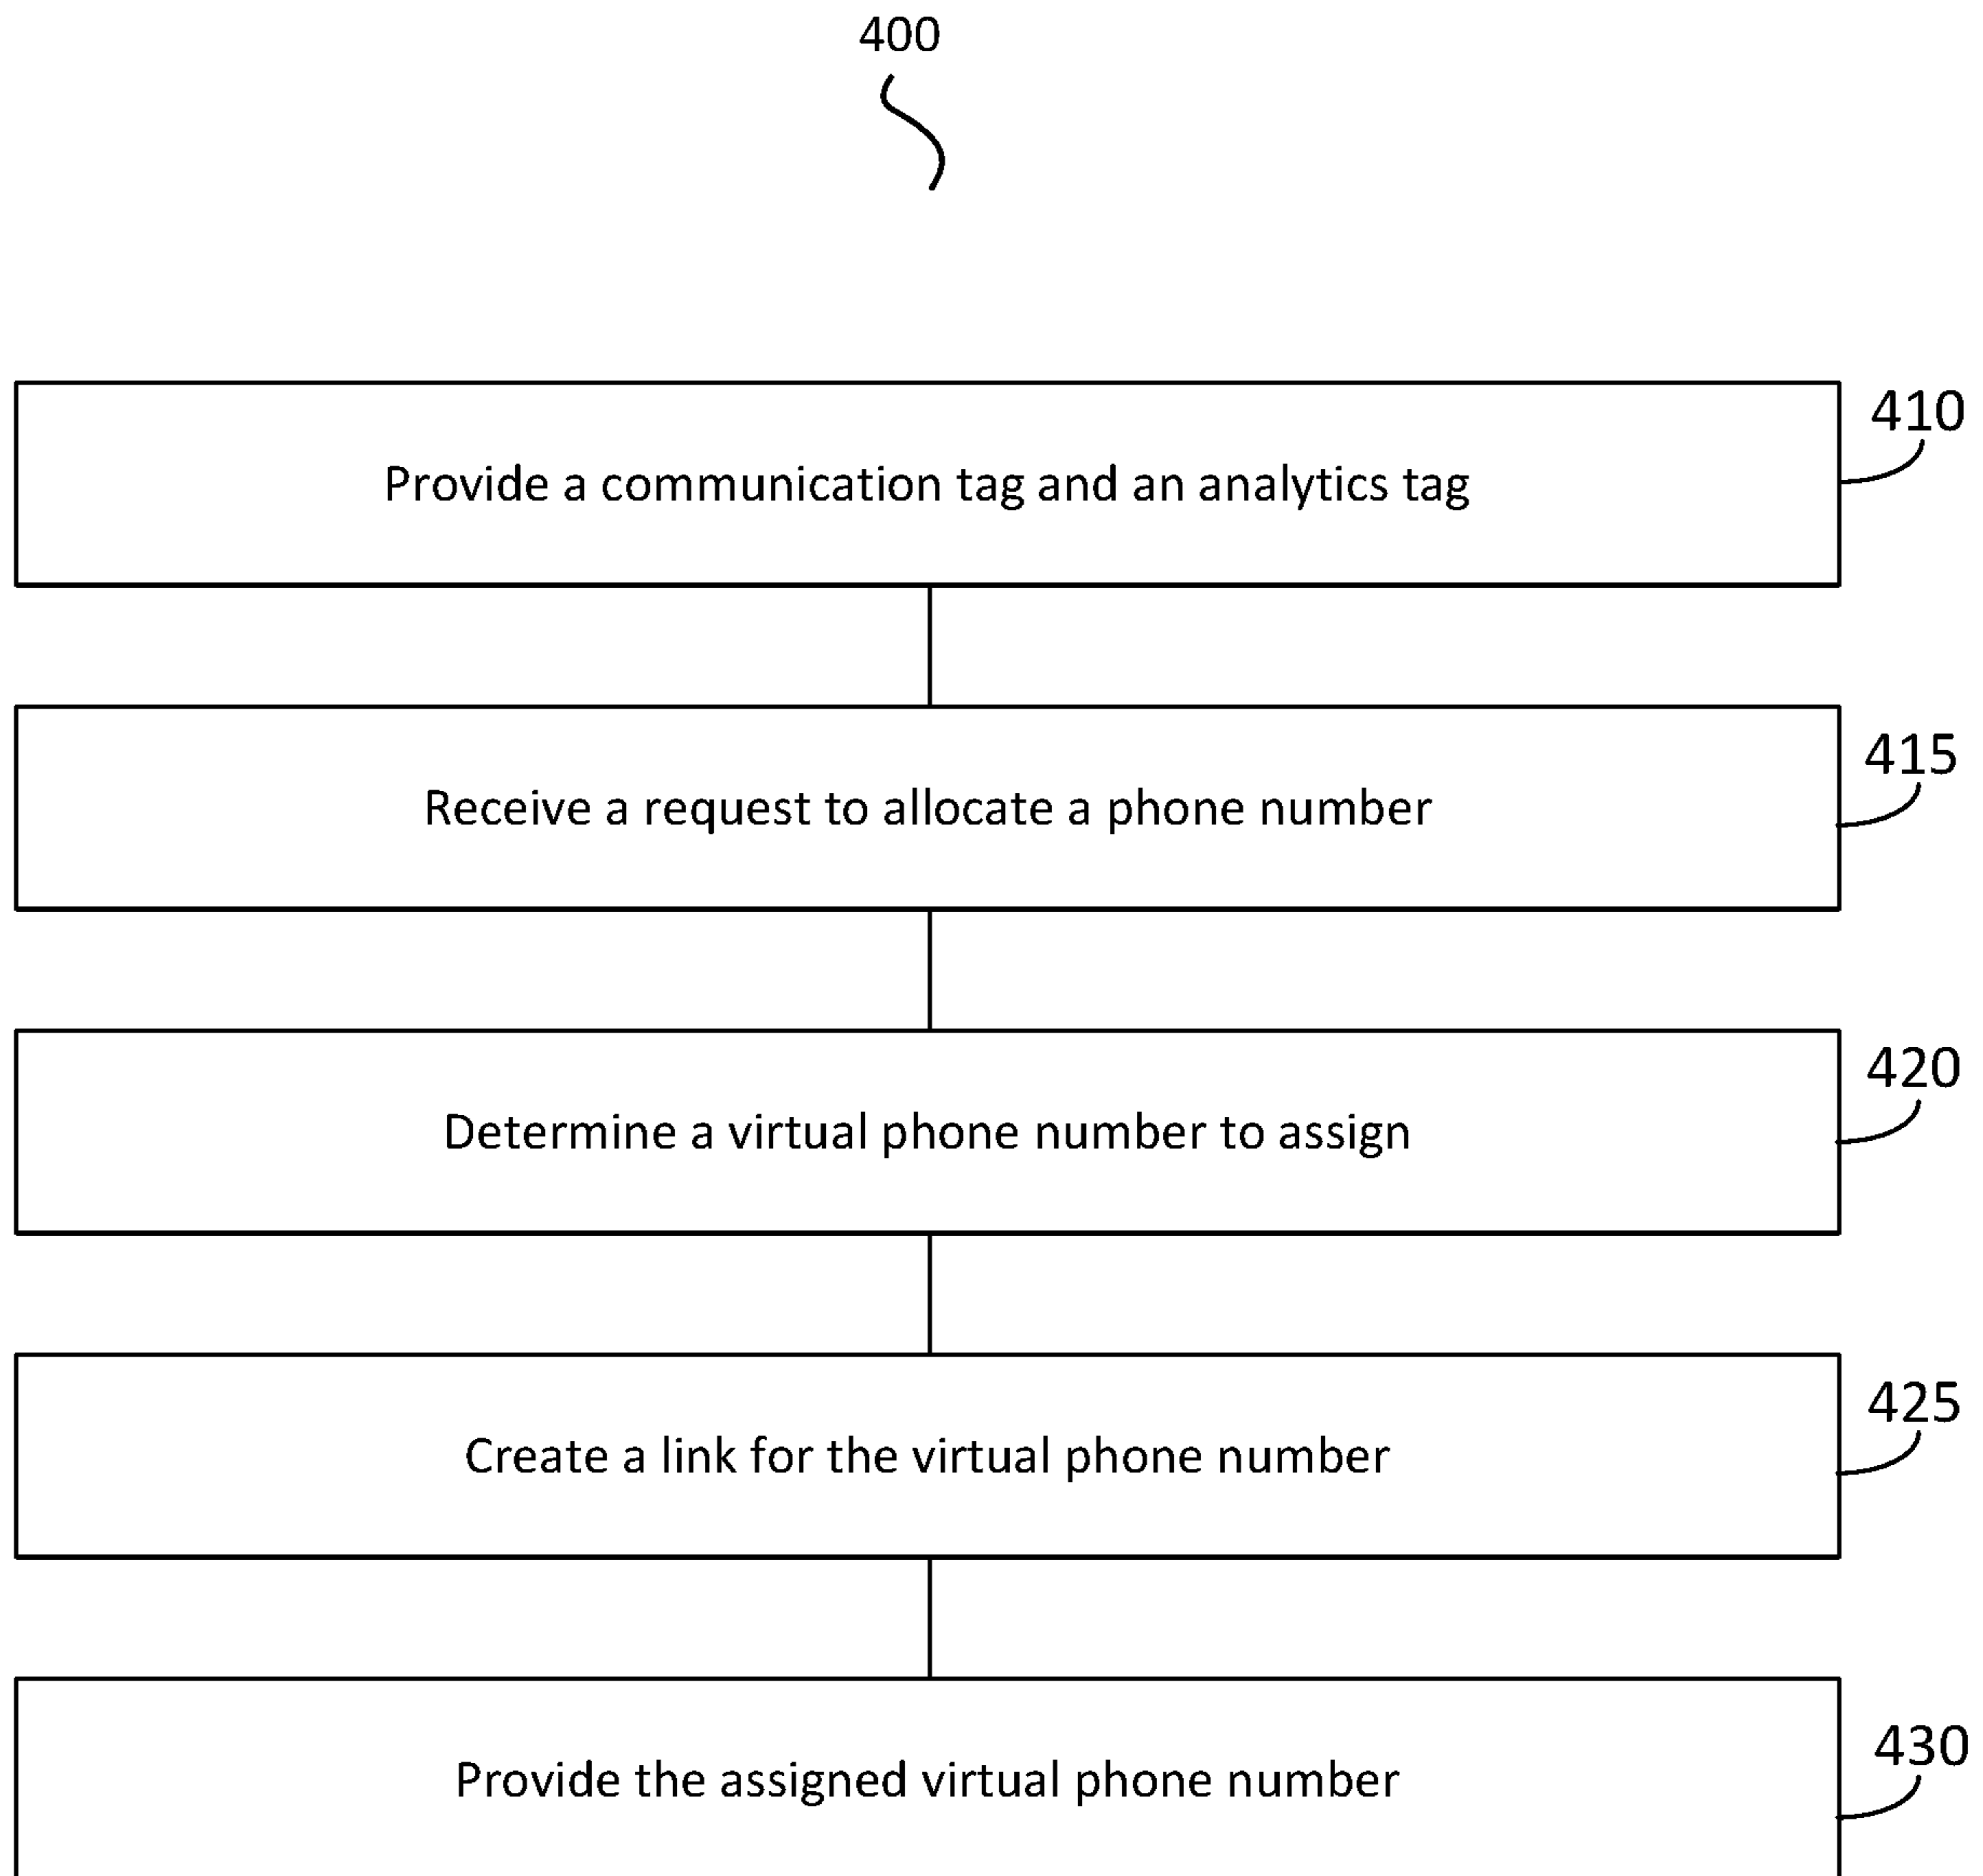 400
Provide a communication tag and an analytics tag
410
Receive a request to allocate a phone number
415
Determine a virtual phone number to assign
420
Create a link for the virtual phone number
425
Provide the assigned virtual phone number
430